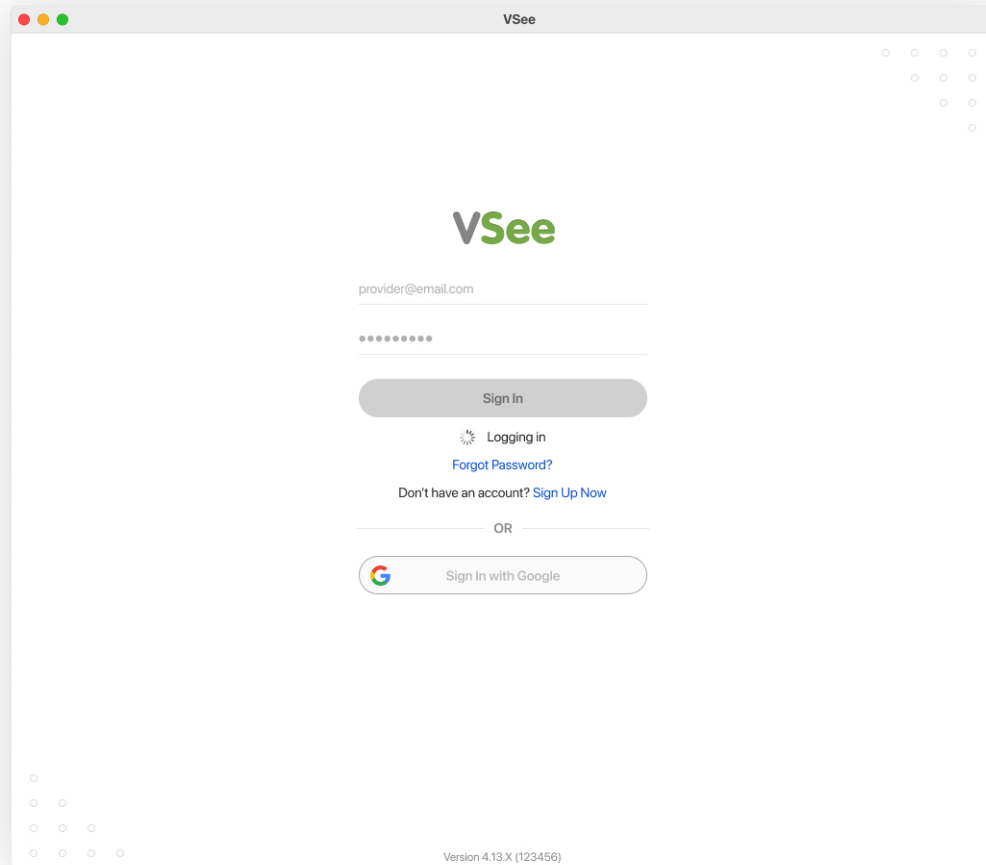 VSee
VSee
provider@email.com
Sign In
Logging in
Forgot Password?
Don't have an account? Sign Up Now
OR
Sign In with Google
Version 4.13.X (123456)